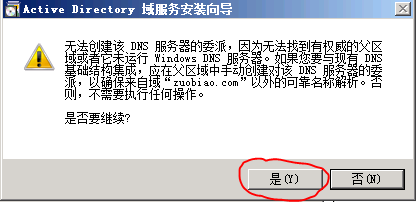 Active Directory 域服务安装向导
无法创建该 DNS 服务器的委派，因为无法找到有权威的父区
域或者它未运行 Windows DNS 服务器。如果您要与现有 DNS
基础结构集成，应在父区域中手动创建对该 DNS 服务器的委
派，以确保来自域“zuobiao.com”以外的可靠名称解析。否
则，不需要执行任何操作。
是否要继续?
是(Y)
否(N)